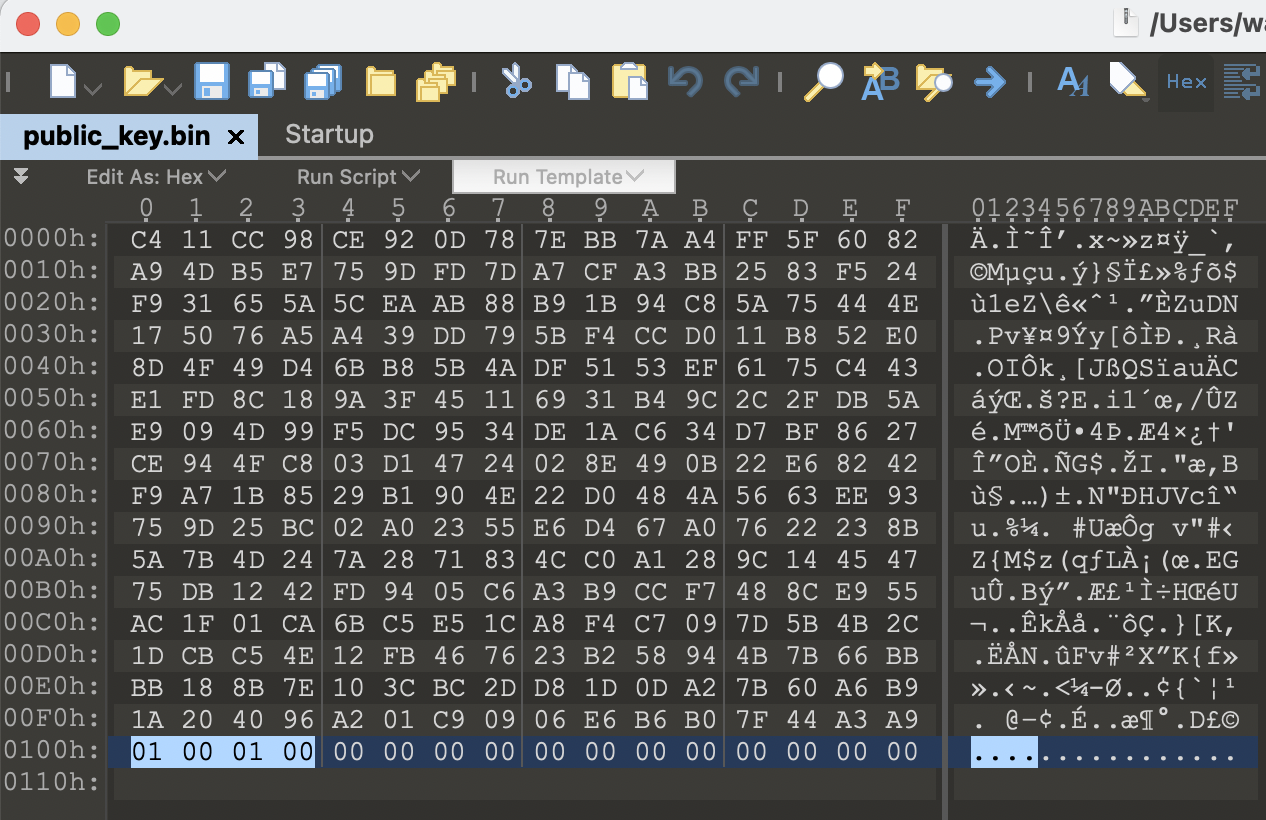 /Users/wa
Hex
public_key.bin × Startup
Edit As: Hex Run Script Run Template
0 1 2 3 4 5 6 7 8 9 A B C D E F 0123456789ABCDEF
0000h: C4 11 CC 98 CE 92 0D 78 7E BB 7A A4 FF 5F 60 82 Ä.Ì˜Î’.x~»z¤ÿ_`‚
0010h: A9 4D B5 E7 75 9D FD 7D A7 CF A3 BB 25 83 F5 24 ©Mµçu.ý}§Ï£»%ƒõ$
0020h: F9 31 65 5A 5C EA AB 88 B9 1B 94 C8 5A 75 44 4E ù1eZ\ê«ˆ¹.”ÈZuDN
0030h: 17 50 76 A5 A4 39 DD 79 5B F4 CC D0 11 B8 52 E0 .Pv¥¤9Ýy[ôÌÐ.¸Rà
0040h: 8D 4F 49 D4 6B B8 5B 4A DF 51 53 EF 61 75 C4 43 .OIÔk¸[JßQSïauÄC
0050h: E1 FD 8C 18 9A 3F 45 11 69 31 B4 9C 2C 2F DB 5A áýŒ.š?E.i1´œ,/ÛZ
0060h: E9 09 4D 99 F5 DC 95 34 DE 1A C6 34 D7 BF 86 27 é.M™õÜ•4Þ.Æ4×¿†'
0070h: CE 94 4F C8 03 D1 47 24 02 8E 49 0B 22 E6 82 42 Î”OÈ.ÑG$.ŽI."æ‚B
0080h: F9 A7 1B 85 29 B1 90 4E 22 D0 48 4A 56 63 EE 93 ù§.…)±.N"ÐHJVcî“
0090h: 75 9D 25 BC 02 A0 23 55 E6 D4 67 A0 76 22 23 8B u.%¼. #UæÔg v"#‹
00A0h: 5A 7B 4D 24 7A 28 71 83 4C C0 A1 28 9C 14 45 47 Z{M$z(qƒLÀ¡(œ.EG
00B0h: 75 DB 12 42 FD 94 05 C6 A3 B9 CC F7 48 8C E9 55 uÛ.Bý”.Æ£¹Ì÷HŒéU
00C0h: AC 1F 01 CA 6B C5 E5 1C A8 F4 C7 09 7D 5B 4B 2C ¬..ÊkÅå.¨ôÇ.}[K,
00D0h: 1D CB C5 4E 12 FB 46 76 23 B2 58 94 4B 7B 66 BB .ËÅN.ûFv#²X”K{f»
00E0h: BB 18 8B 7E 10 3C BC 2D D8 1D 0D A2 7B 60 A6 B9 ».‹~.<¼-Ø..¢{`¦¹
00F0h: 1A 20 40 96 A2 01 C9 09 06 E6 B6 B0 7F 44 A3 A9 . @–¢.É..æ¶°.D£©
0100h: 01 00 01 00 00 00 00 00 00 00 00 00 00 00 00 00 ................
0110h: